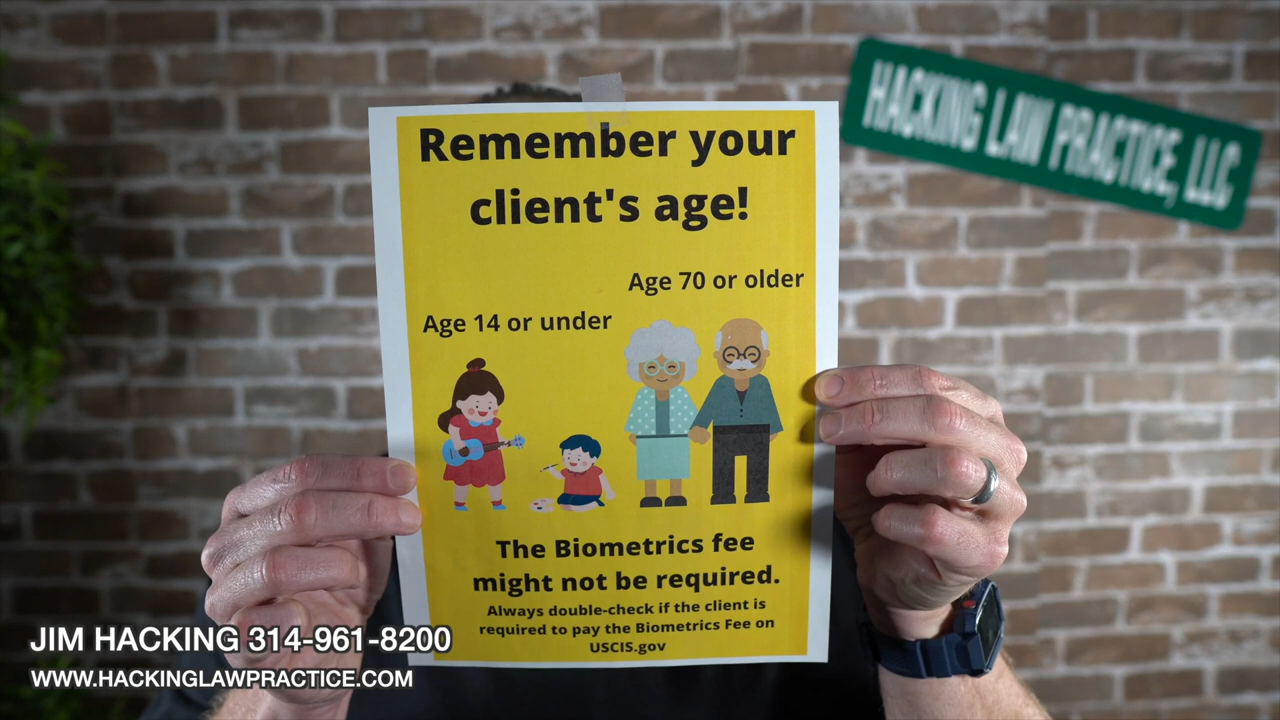 Remember your
client's age!
Age 70 or older
Age 14 or under
The Biometrics fee
might not be required.
Always double-check if the client is
required to pay the Biometrics Fee on
USCIS.gov
HACKING LAW PRACTICE, LLC
JIM HACKING 314-961-8200
WWW.HACKINGLAWPRACTICE.COM